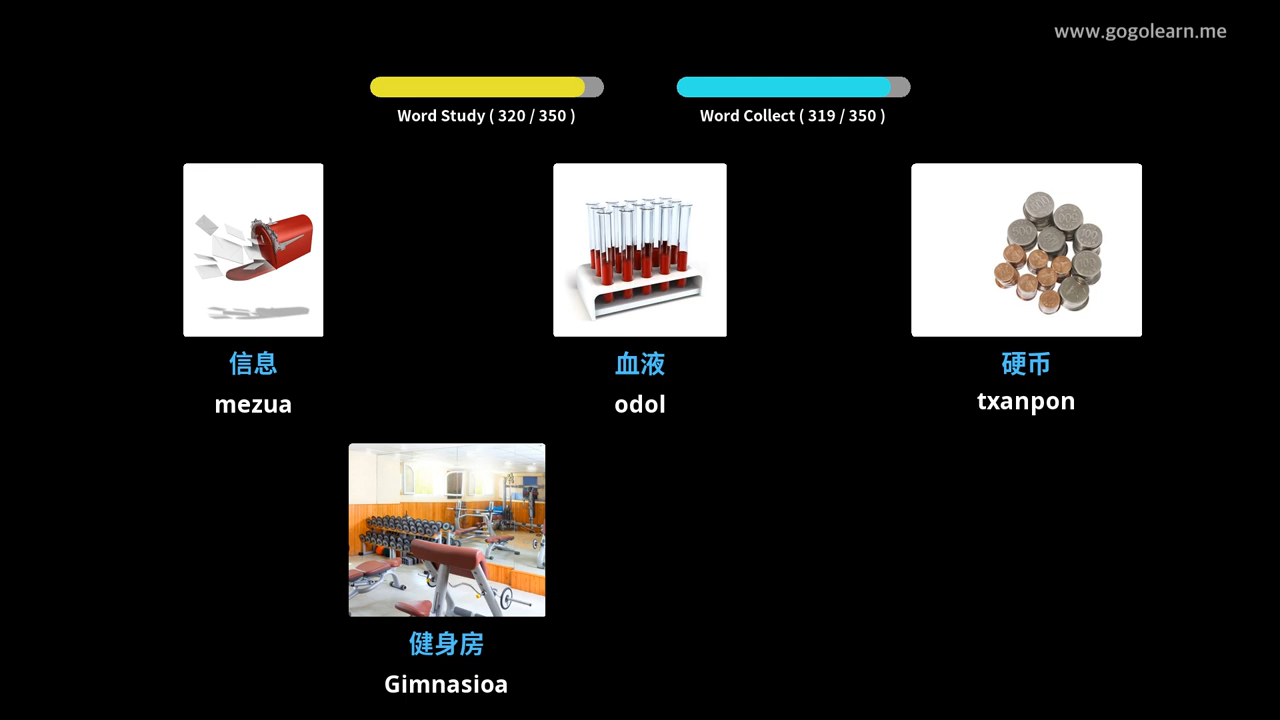 www.gogolearn.me
Word Study ( 320 / 350 )
Word Collect ( 319 / 350 )
信息
mezua
血液
odol
硬币
txanpon
健身房
Gimnasioa